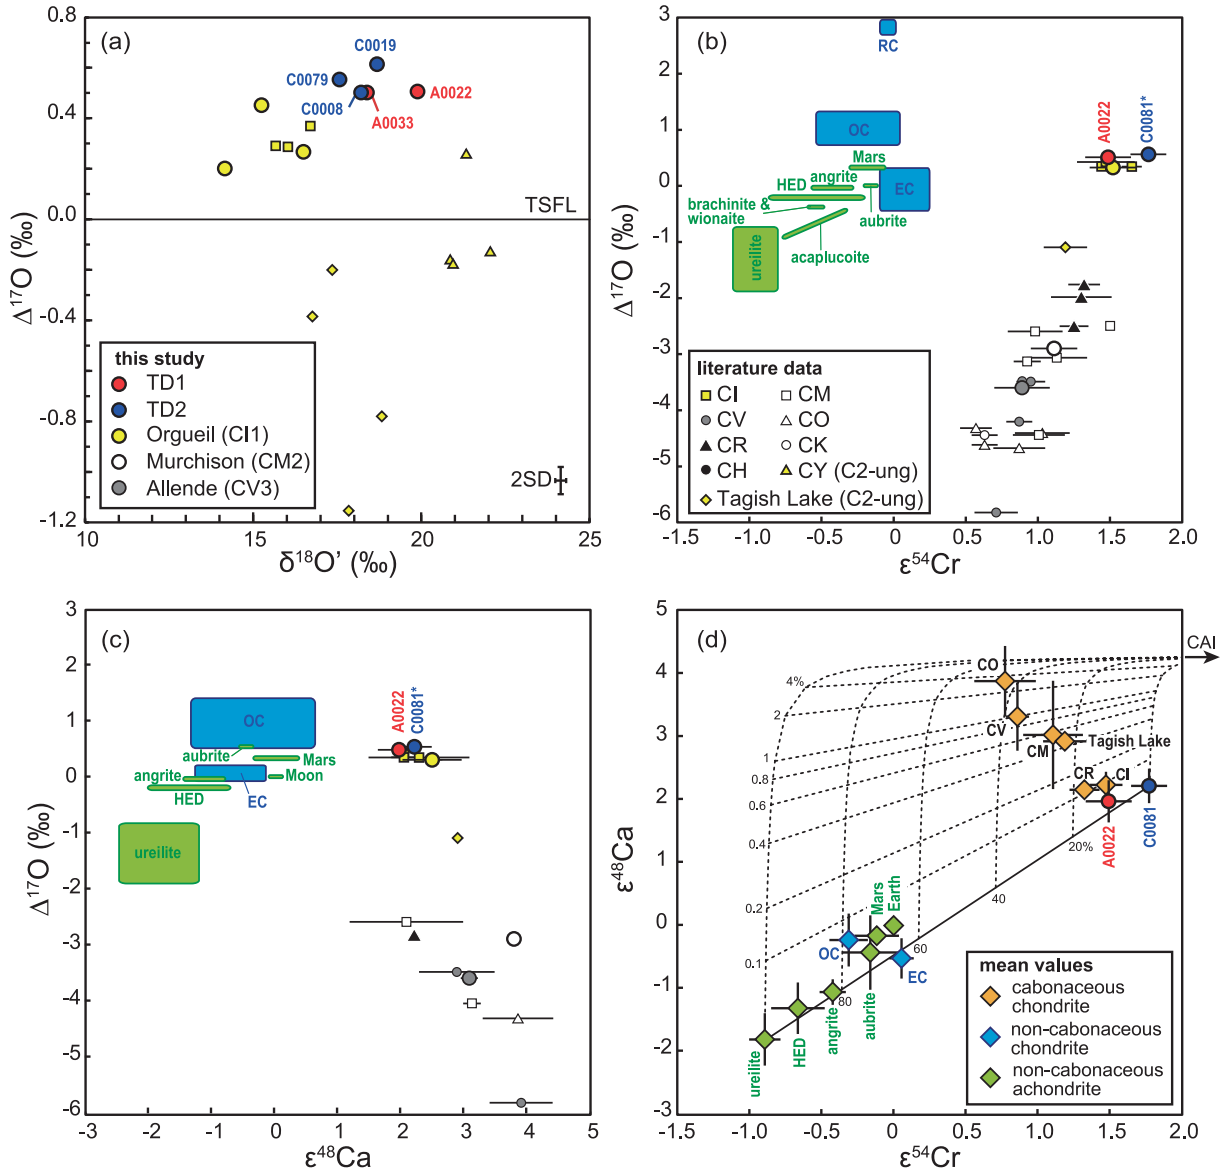 (a)
0.8
0.4
0.0
-0.4
-0.8
-1.2
Δ¹⁷O (‰)
C0019
C0079
C0008
A0033
A0022
TSFL
this study
TD1
TD2
Orgueil (CI1)
Murchison (CM2)
Allende (CV3)
2SD
10
15
20
25
δ¹⁸O’ (‰)
(b)
3
2
1
0
-1
-2
-3
-4
-5
-6
Δ¹⁷O (‰)
RC
OC
Mars
angrite
HED
EC
brachinite &
wionaite
aubrite
acaplucoite
ureilite
A0022
C0081*
literature data
CI
CM
CV
CO
CR
CK
CH
CY (C2-ung)
Tagish Lake (C2-ung)
-1.5
-1.0
-0.5
0
0.5
1.0
1.5
2.0
ε⁵⁴Cr
(c)
3
2
1
0
-1
-2
-3
-4
-5
-6
Δ¹⁷O (‰)
OC
aubrite
Mars
angrite
Moon
HED
EC
ureilite
A0022
C0081*
-3
-2
-1
0
1
2
3
4
5
ε⁴⁸Ca
(d)
5
4
3
2
1
0
-1
-2
-3
ε⁴⁸Ca
CAI
CO
4%
2
CV
CM
Tagish Lake
1
0.8
0.6
CR
CI
0.4
A0022
C0081
20%
0.2
40
Mars
Earth
OC
60
EC
0.1
80
aubrite
angrite
HED
ureilite
mean values
cabonaceous
chondrite
non-cabonaceous
chondrite
non-cabonaceous
achondrite
-1.5
-1.0
-0.5
0
0.5
1.0
1.5
2.0
ε⁵⁴Cr